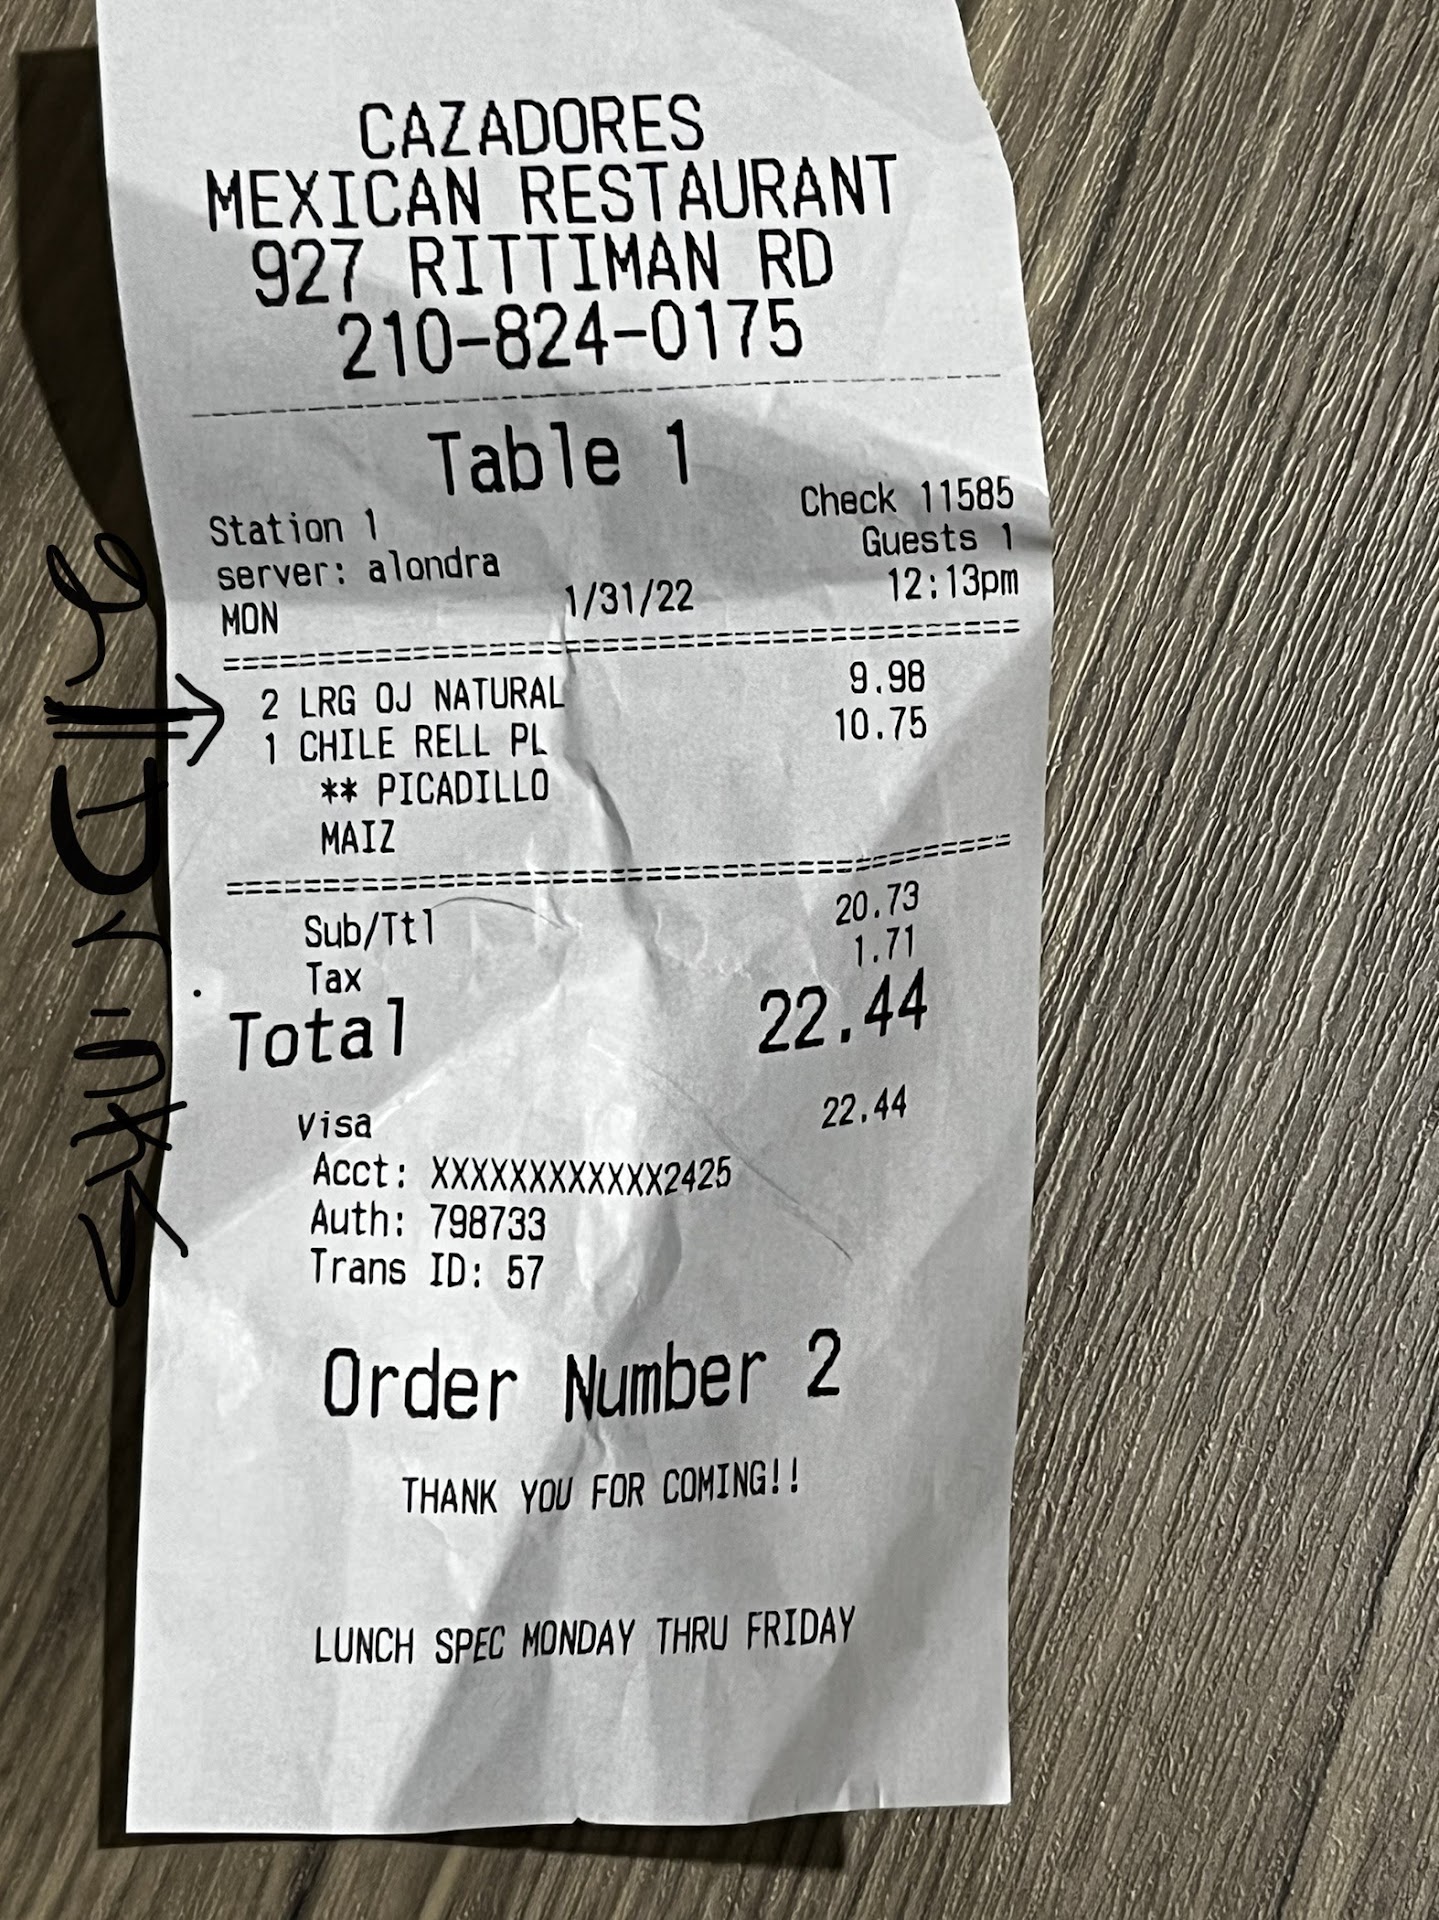 CAZADORES
MEXICAN RESTAURANT
927 RITTIMAN RD
210-824-0175
Table 1
Station 1 Check 11585
server: alondra Guests 1
MON 1/31/22 12:13pm
2 LRG OJ NATURAL 9.98
1 CHILE RELL PL 10.75
** PICADILLO
MAIZ
Sub/Ttl 20.73
Tax 1.71
Total 22.44
Visa 22.44
Acct: XXXXXXXXXXXX2425
Auth: 798733
Trans ID: 57
Order Number 2
THANK YOU FOR COMING!!
LUNCH SPEC MONDAY THRU FRIDAY